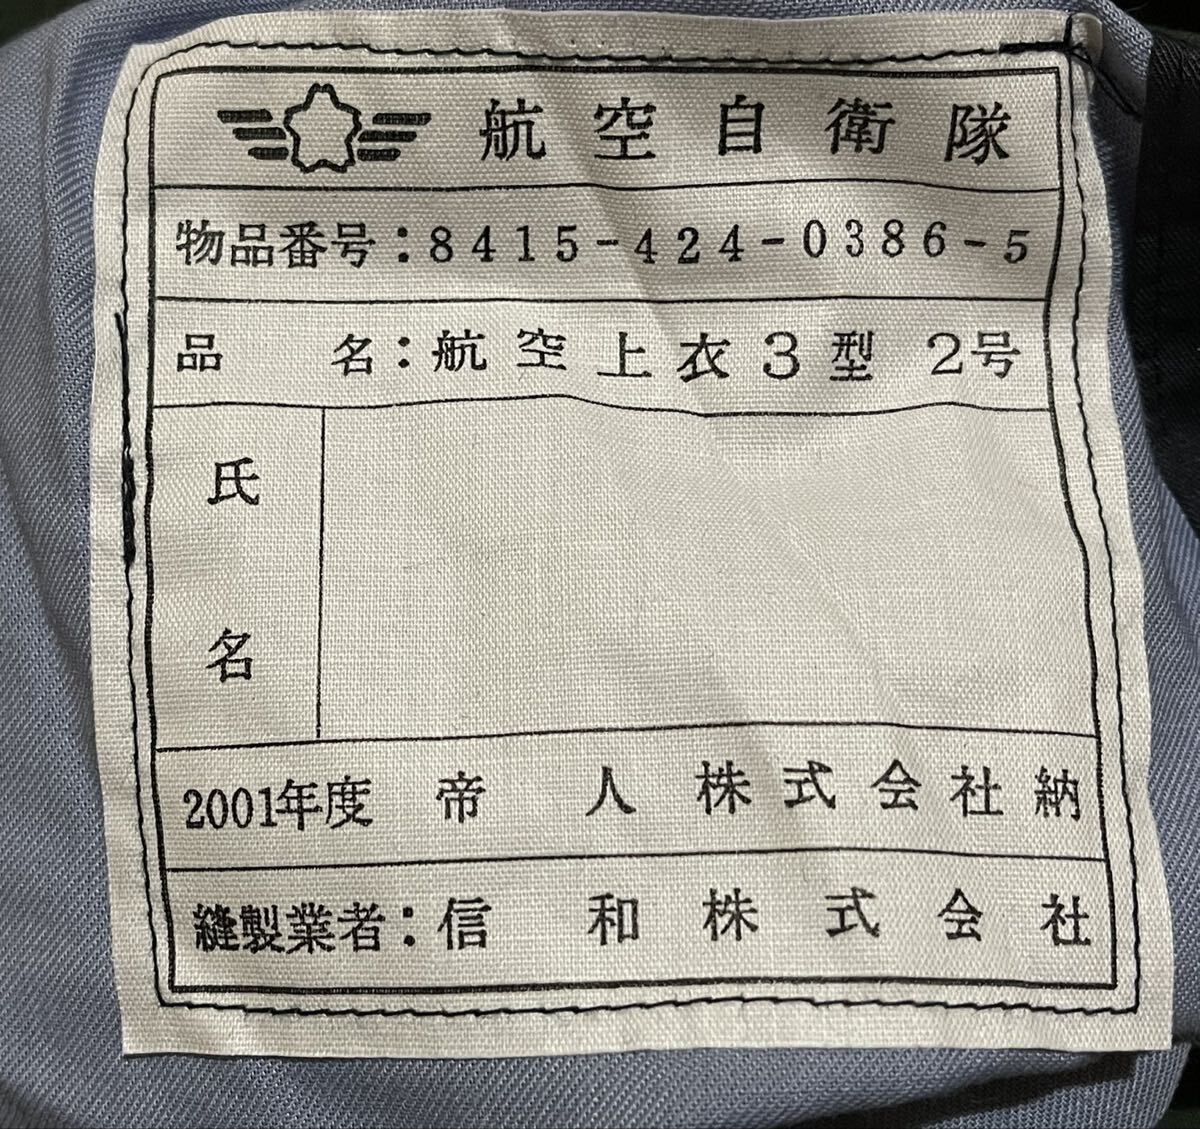 航空自衛隊
物品番号：8415-424-0386-5
品　名：航空上衣3型 2号
氏名
2001年度 帝人株式会社納
縫製業者：信和株式会社